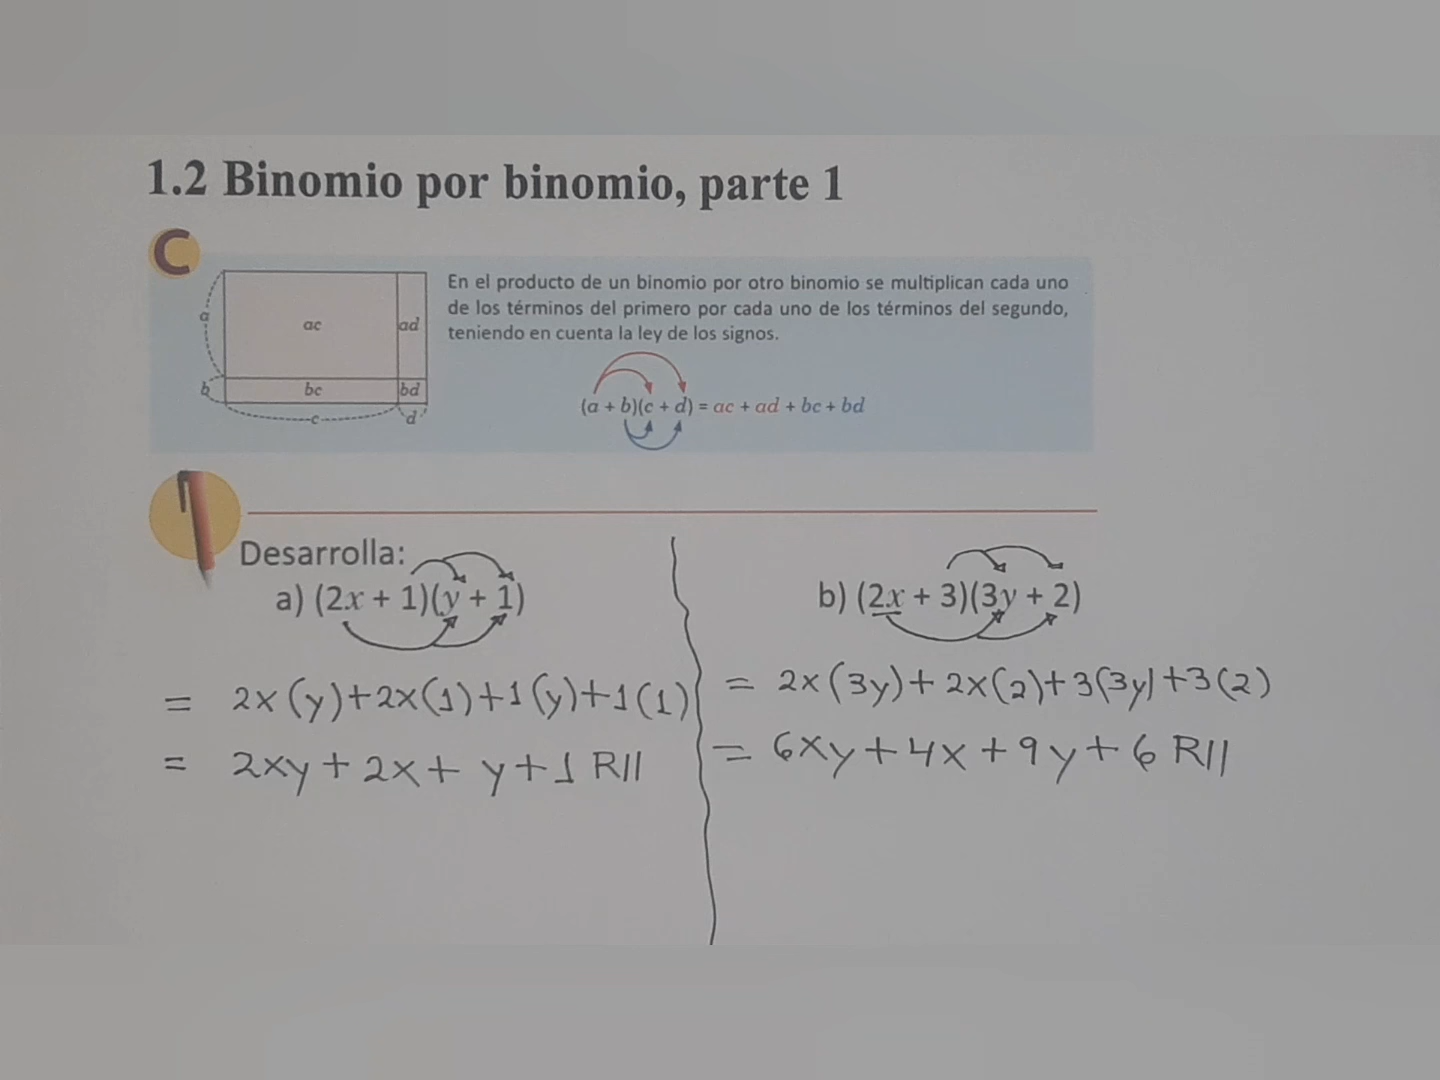 1.2 Binomio por binomio, parte 1
C
a
ac
ad
b
bc
bd
c
d
En el producto de un binomio por otro binomio se multiplican cada uno
de los términos del primero por cada uno de los términos del segundo,
teniendo en cuenta la ley de los signos.
(a + b)(c + d) = ac + ad + bc + bd
Desarrolla:
a) (2x + 1)(y + 1)
= 2x(y)+2x(1)+1(y)+1(1)
= 2xy+2x+y+1 R//
b) (2x + 3)(3y + 2)
= 2x(3y)+2x(2)+3(3y)+3(2)
= 6xy+4x+9y+6 R//